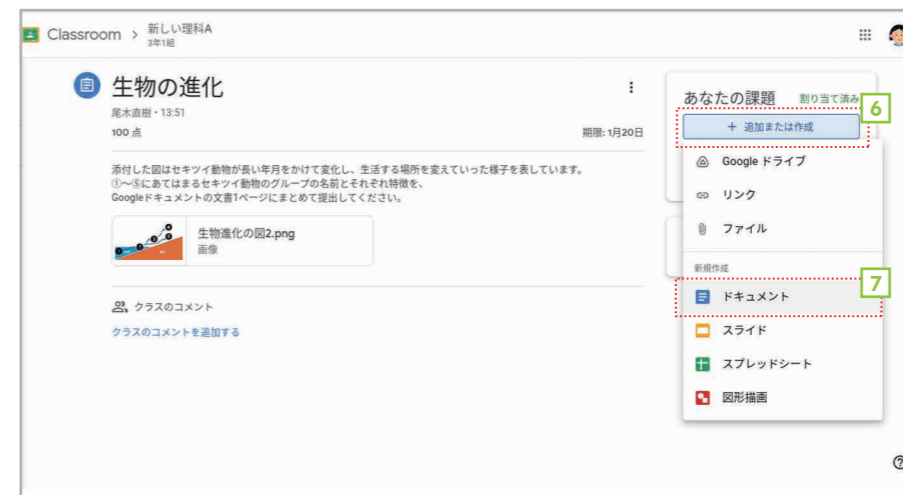 Classroom > 新しい理科A
3年1組
生物の進化
尾木直樹・13:51
100 点
期限: 1月20日
添付した図はセキツイ動物が長い年月をかけて変化し、生活する場所を変えていった様子を表しています。
①～⑤にあてはまるセキツイ動物のグループの名前とそれぞれ特徴を、
Googleドキュメントの文書1ページにまとめて提出してください。
生物進化の図2.png
画像
クラスのコメント
クラスのコメントを追加する
あなたの課題 割り当て済み
6
+ 追加または作成
Google ドライブ
リンク
ファイル
新規作成
7
ドキュメント
スライド
スプレッドシート
図形描画